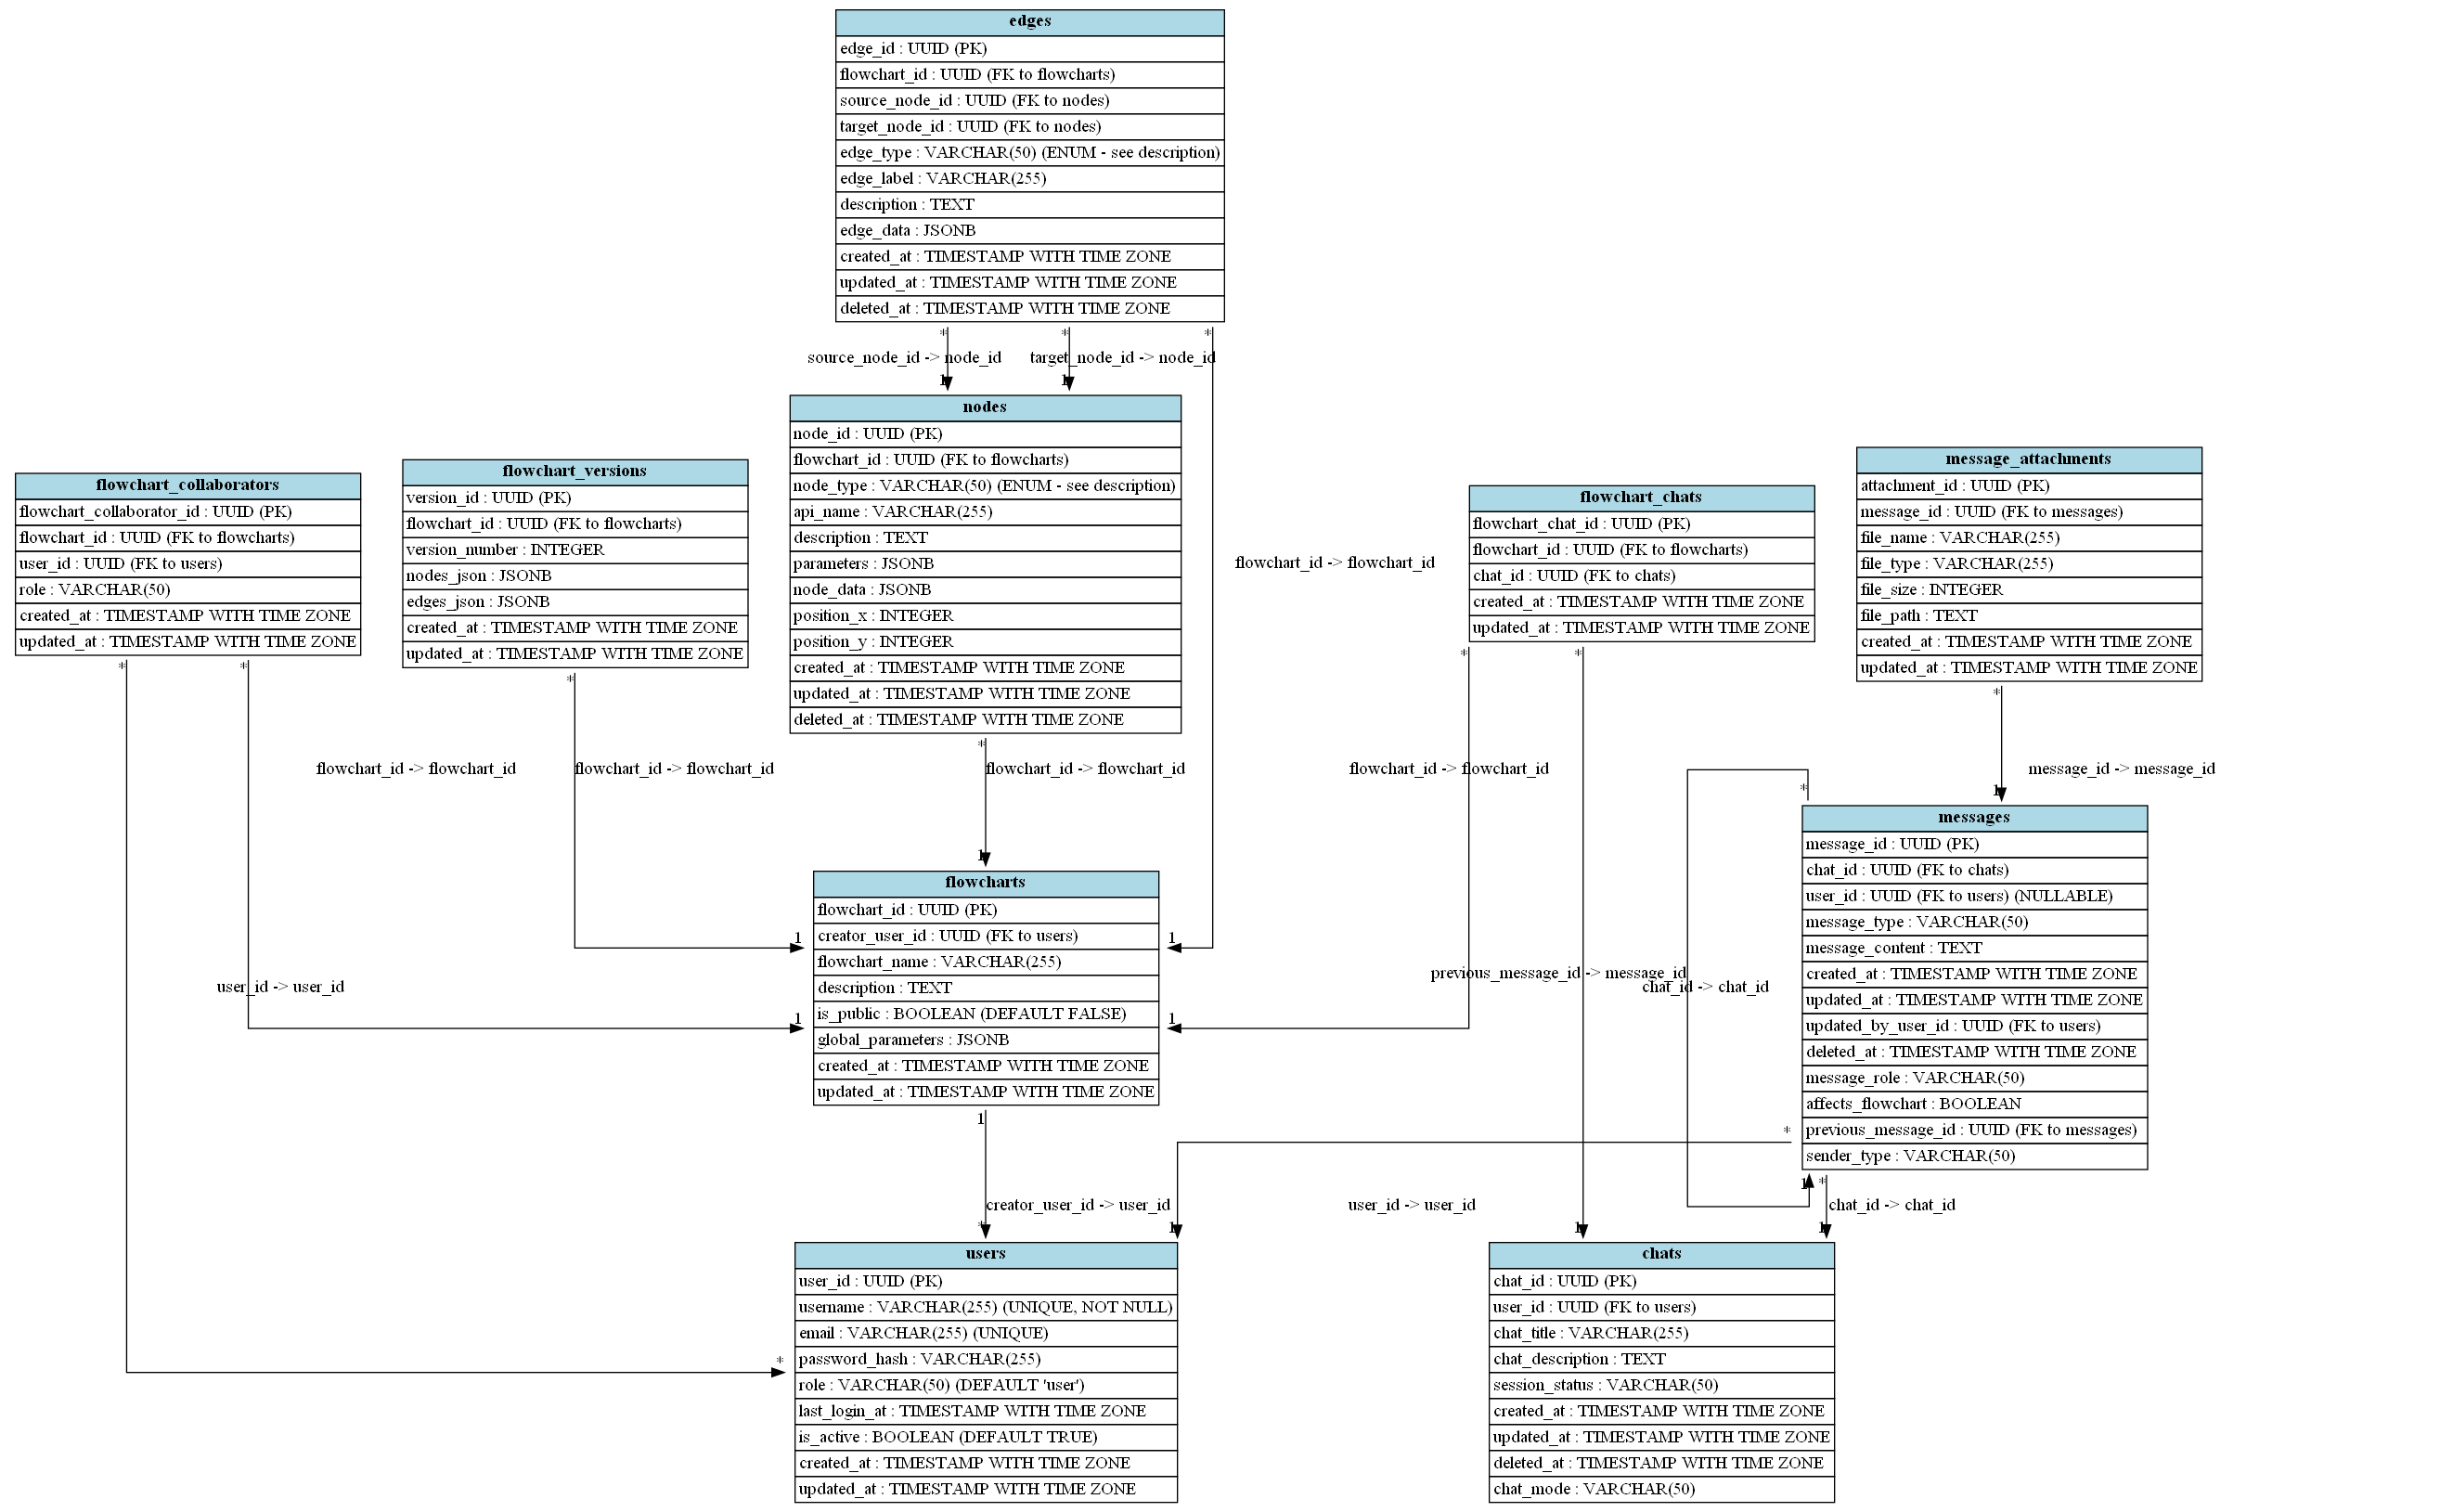 edges
edge_id : UUID (PK)
flowchart_id : UUID (FK to flowcharts)
source_node_id : UUID (FK to nodes)
target_node_id : UUID (FK to nodes)
edge_type : VARCHAR(50) (ENUM - see description)
edge_label : VARCHAR(255)
description : TEXT
edge_data : JSONB
created_at : TIMESTAMP WITH TIME ZONE
updated_at : TIMESTAMP WITH TIME ZONE
deleted_at : TIMESTAMP WITH TIME ZONE
* * *
source_node_id -> node_id
target_node_id -> node_id
1 1
nodes
node_id : UUID (PK)
flowchart_id : UUID (FK to flowcharts)
node_type : VARCHAR(50) (ENUM - see description)
api_name : VARCHAR(255)
description : TEXT
parameters : JSONB
node_data : JSONB
position_x : INTEGER
position_y : INTEGER
created_at : TIMESTAMP WITH TIME ZONE
updated_at : TIMESTAMP WITH TIME ZONE
deleted_at : TIMESTAMP WITH TIME ZONE
*
flowchart_collaborators
flowchart_collaborator_id : UUID (PK)
flowchart_id : UUID (FK to flowcharts)
user_id : UUID (FK to users)
role : VARCHAR(50)
created_at : TIMESTAMP WITH TIME ZONE
updated_at : TIMESTAMP WITH TIME ZONE
* *
flowchart_versions
version_id : UUID (PK)
flowchart_id : UUID (FK to flowcharts)
version_number : INTEGER
nodes_json : JSONB
edges_json : JSONB
created_at : TIMESTAMP WITH TIME ZONE
updated_at : TIMESTAMP WITH TIME ZONE
*
flowchart_id -> flowchart_id
flowchart_chats
flowchart_chat_id : UUID (PK)
flowchart_id : UUID (FK to flowcharts)
chat_id : UUID (FK to chats)
created_at : TIMESTAMP WITH TIME ZONE
updated_at : TIMESTAMP WITH TIME ZONE
* *
message_attachments
attachment_id : UUID (PK)
message_id : UUID (FK to messages)
file_name : VARCHAR(255)
file_type : VARCHAR(255)
file_size : INTEGER
file_path : TEXT
created_at : TIMESTAMP WITH TIME ZONE
updated_at : TIMESTAMP WITH TIME ZONE
*
flowchart_id -> flowchart_id
flowchart_id -> flowchart_id
flowchart_id -> flowchart_id
flowchart_id -> flowchart_id
message_id -> message_id
* 1
1
flowcharts
flowchart_id : UUID (PK)
creator_user_id : UUID (FK to users)
flowchart_name : VARCHAR(255)
description : TEXT
is_public : BOOLEAN (DEFAULT FALSE)
global_parameters : JSONB
created_at : TIMESTAMP WITH TIME ZONE
updated_at : TIMESTAMP WITH TIME ZONE
1 1
1 1
1
user_id -> user_id
previous_message_id -> message_id
chat_id -> chat_id
messages
message_id : UUID (PK)
chat_id : UUID (FK to chats)
user_id : UUID (FK to users) (NULLABLE)
message_type : VARCHAR(50)
message_content : TEXT
created_at : TIMESTAMP WITH TIME ZONE
updated_at : TIMESTAMP WITH TIME ZONE
updated_by_user_id : UUID (FK to users)
deleted_at : TIMESTAMP WITH TIME ZONE
message_role : VARCHAR(50)
affects_flowchart : BOOLEAN
previous_message_id : UUID (FK to messages)
sender_type : VARCHAR(50)
*
1 *
creator_user_id -> user_id
user_id -> user_id
chat_id -> chat_id
* 1 1 1
users
user_id : UUID (PK)
username : VARCHAR(255) (UNIQUE, NOT NULL)
email : VARCHAR(255) (UNIQUE)
password_hash : VARCHAR(255)
role : VARCHAR(50) (DEFAULT 'user')
last_login_at : TIMESTAMP WITH TIME ZONE
is_active : BOOLEAN (DEFAULT TRUE)
created_at : TIMESTAMP WITH TIME ZONE
updated_at : TIMESTAMP WITH TIME ZONE
*
chats
chat_id : UUID (PK)
user_id : UUID (FK to users)
chat_title : VARCHAR(255)
chat_description : TEXT
session_status : VARCHAR(50)
created_at : TIMESTAMP WITH TIME ZONE
updated_at : TIMESTAMP WITH TIME ZONE
deleted_at : TIMESTAMP WITH TIME ZONE
chat_mode : VARCHAR(50)